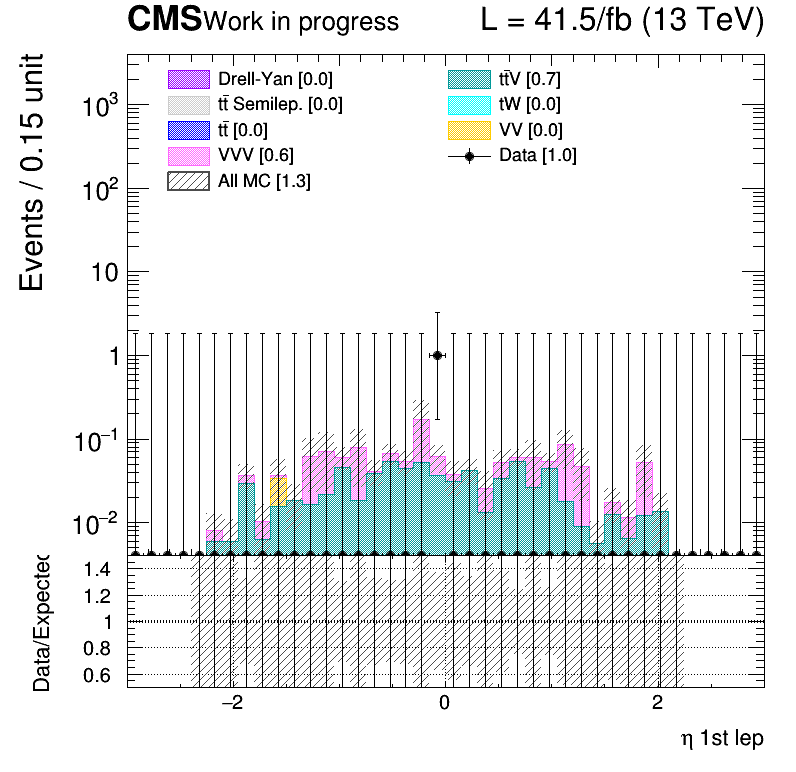 CMS Work in progress L = 41.5/fb (13 TeV)
Events / 0.15 unit
Drell-Yan [0.0]
tt̄V [0.7]
tt̄ Semilep. [0.0]
tW [0.0]
tt̄ [0.0]
VV [0.0]
VVV [0.6]
Data [1.0]
All MC [1.3]
10³
10²
10
1
10⁻¹
10⁻²
Data/Expected
1.4
1.2
1
0.8
0.6
−2 0 2
η 1st lep